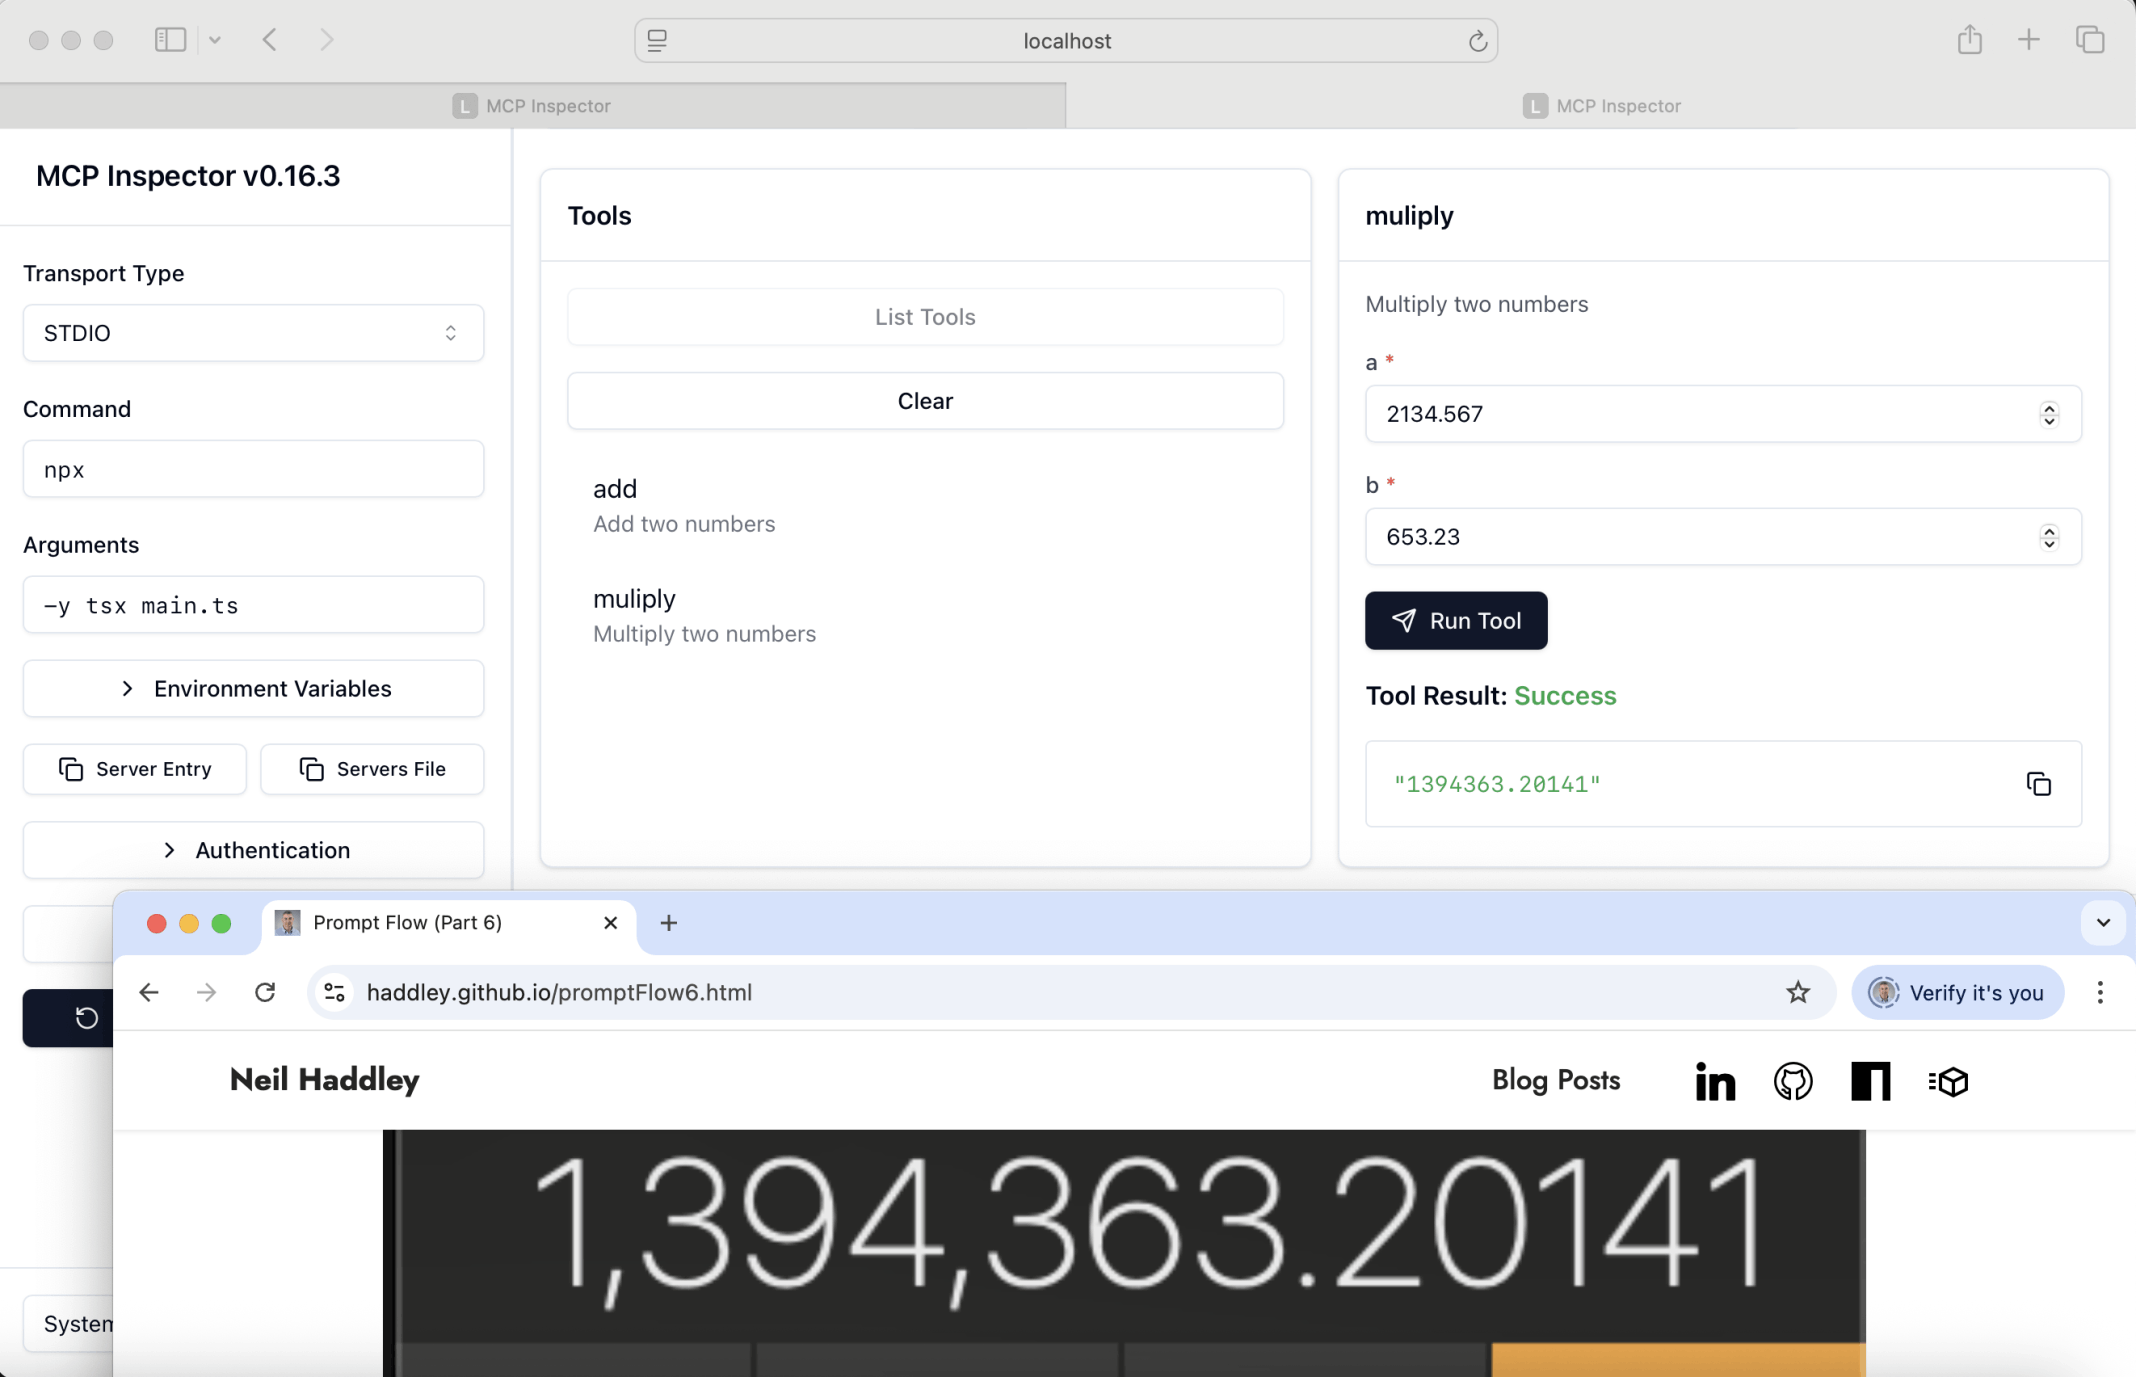 localhost
L MCP Inspector
L MCP Inspector
MCP Inspector v0.16.3
Transport Type
STDIO
Command
npx
Arguments
-y tsx main.ts
Environment Variables
Server Entry
Servers File
Authentication
System
Tools
List Tools
Clear
add
Add two numbers
muliply
Multiply two numbers
muliply
Multiply two numbers
a *
2134.567
b *
653.23
Run Tool
Tool Result: Success
"1394363.20141"
Prompt Flow (Part 6)
haddley.github.io/promptFlow6.html
Verify it's you
Neil Haddley
Blog Posts
in
1,394,363.20141